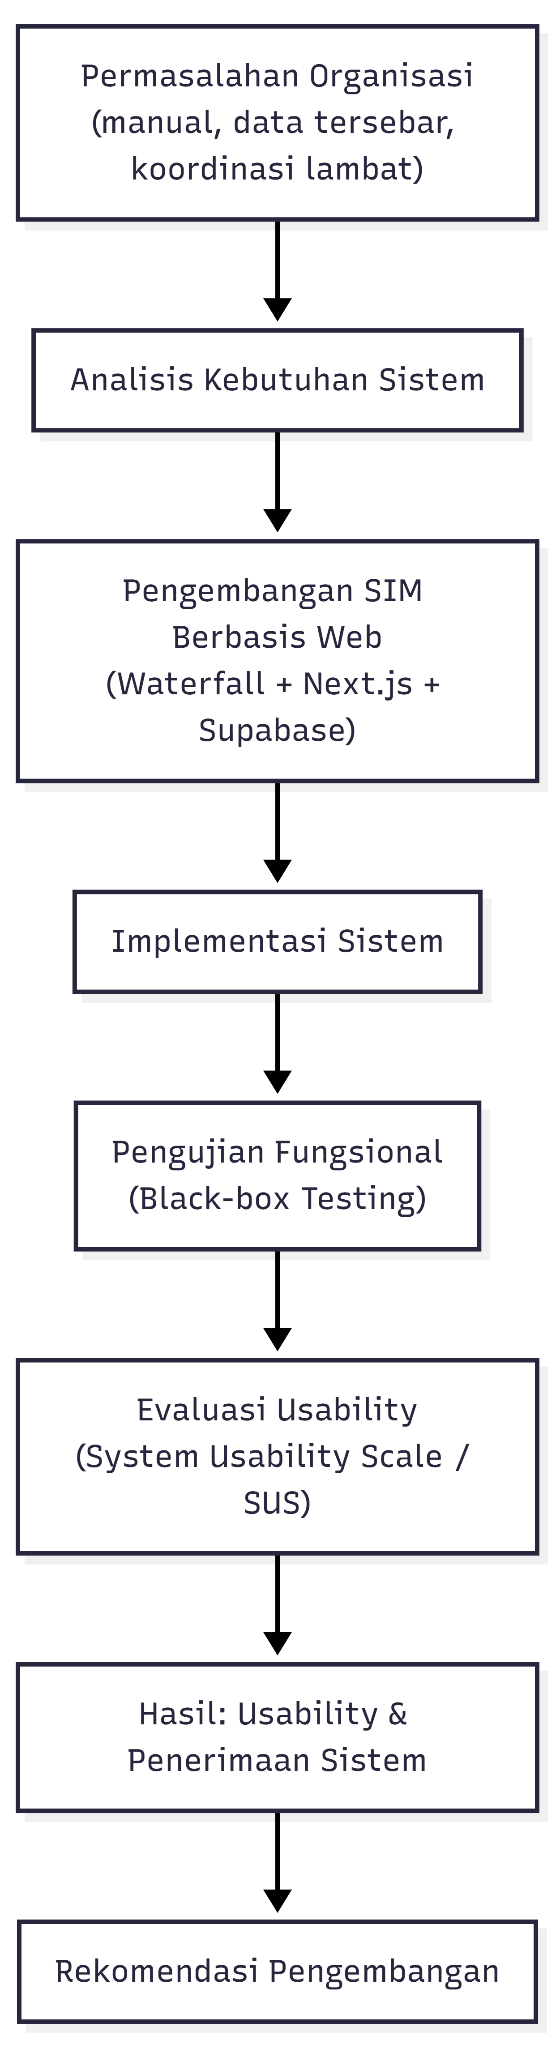 Permasalahan Organisasi
(manual, data tersebar,
koordinasi lambat)
Analisis Kebutuhan Sistem
Pengembangan SIM
Berbasis Web
(Waterfall + Next.js +
Supabase)
Implementasi Sistem
Pengujian Fungsional
(Black-box Testing)
Evaluasi Usability
(System Usability Scale /
SUS)
Hasil: Usability &
Penerimaan Sistem
Rekomendasi Pengembangan